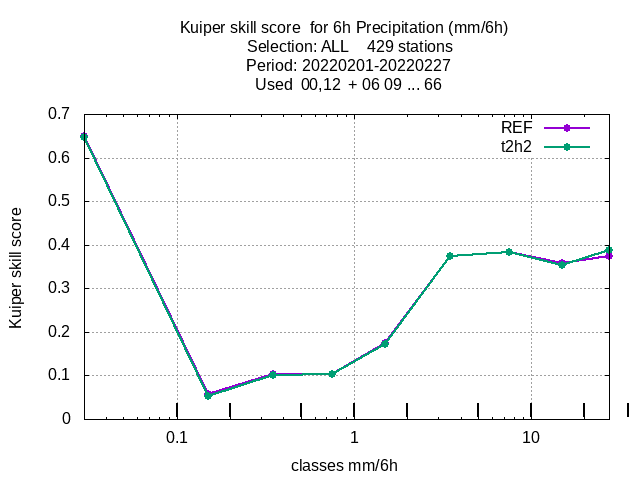 Kuiper skill score  for 6h Precipitation (mm/6h)
Selection: ALL    429 stations
Period: 20220201-20220227
Used  00,12  + 06 09 ... 66
REF
t2h2
0.7
0.6
0.5
0.4
0.3
0.2
0.1
0
Kuiper skill score
0.1
1
10
classes mm/6h